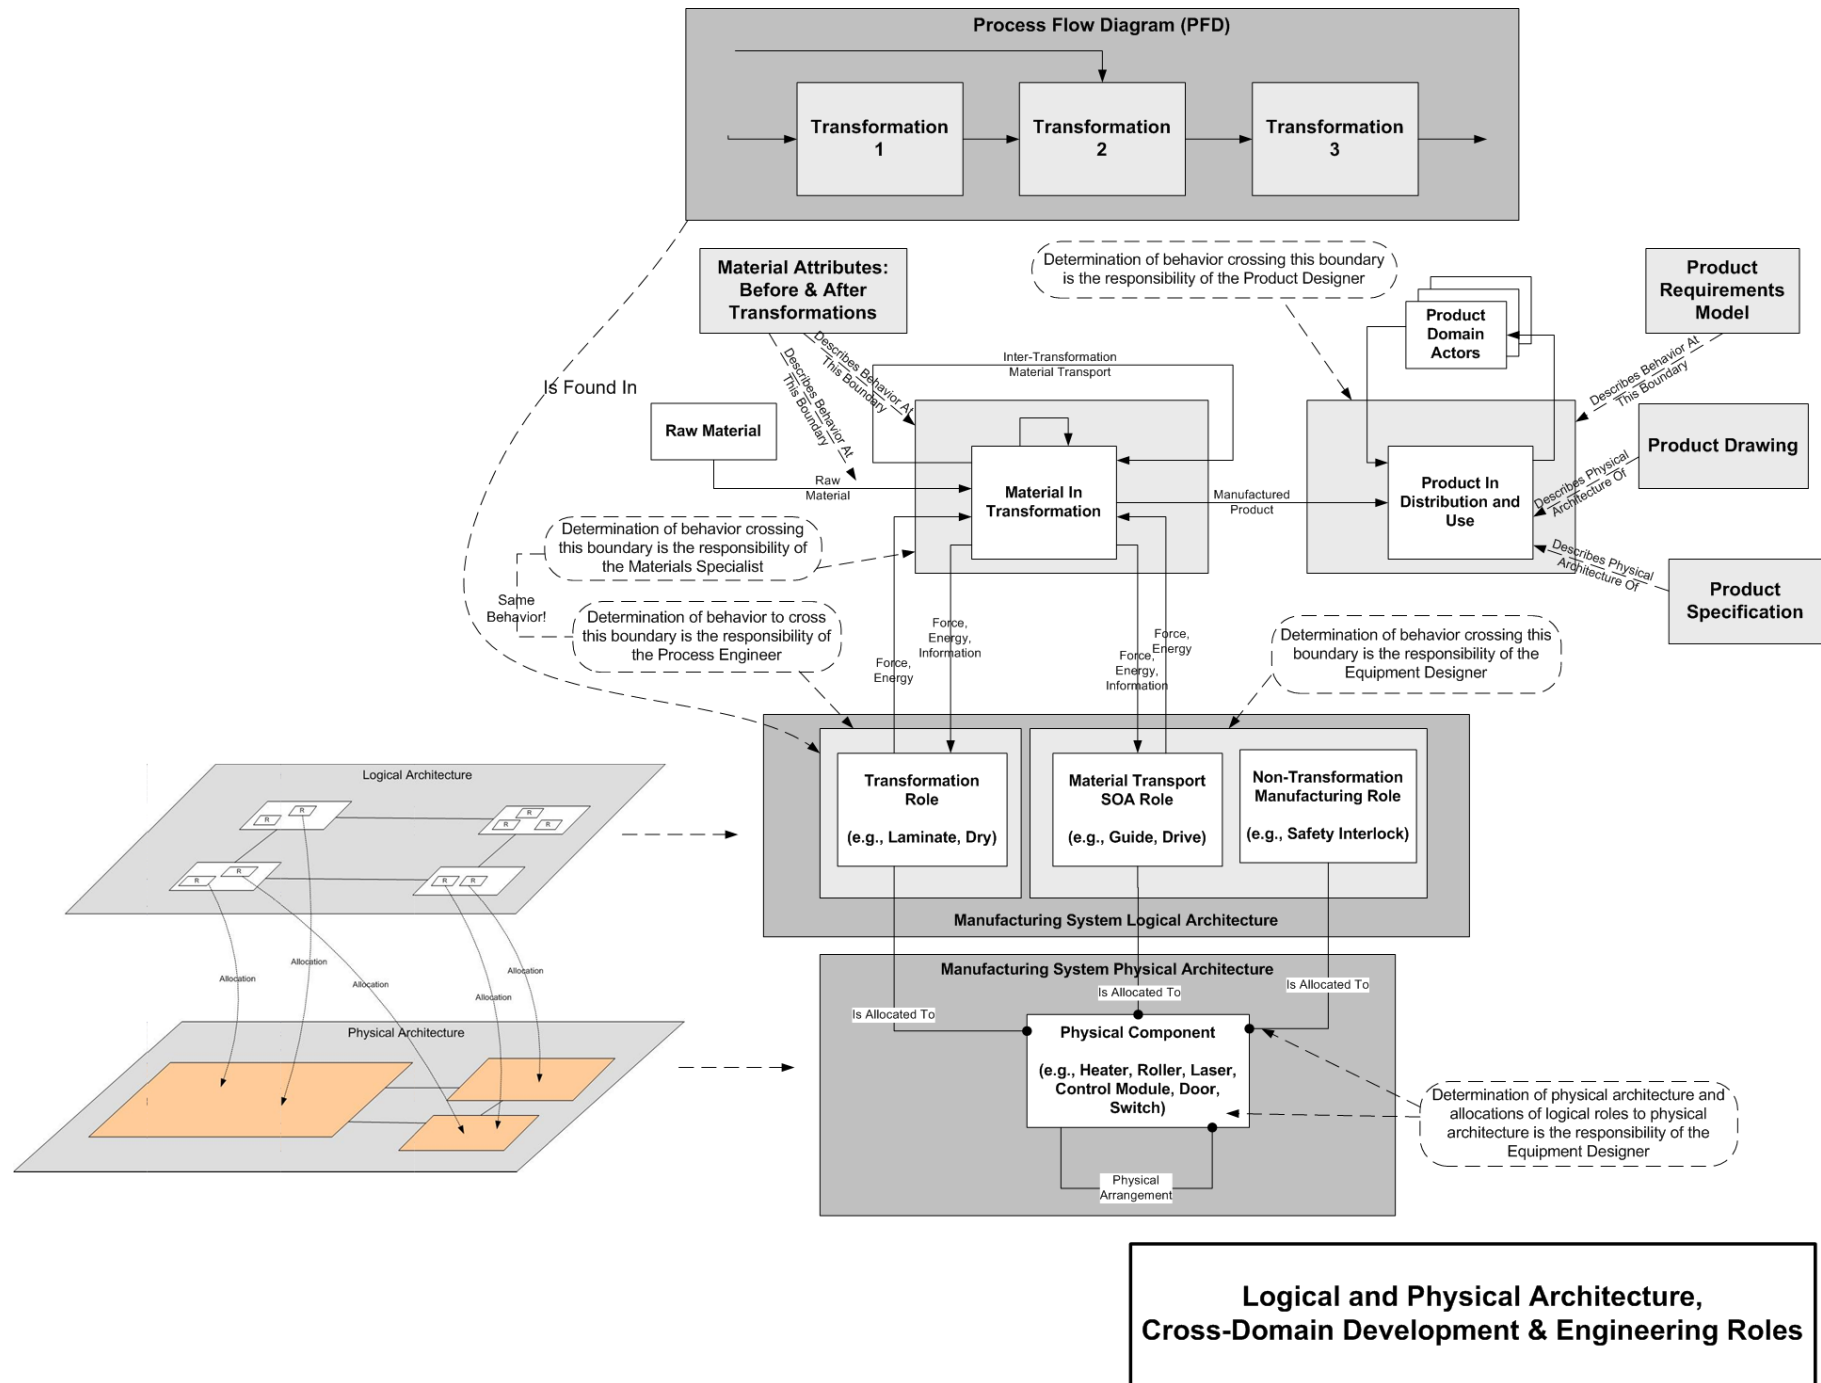 Process Flow Diagram (PFD)
Transformation
1
Transformation
2
Transformation
3
Material Attributes:
Before & After
Transformations
Determination of behavior crossing this boundary
is the responsibility of the Product Designer
Product
Requirements
Model
Product
Domain
Actors
Describes Behavior At
This Boundary
Describes Behavior At
This Boundary
Inter-Transformation
Material Transport
Describes Behavior At
This Boundary
Is Found In
Raw Material
Product Drawing
Raw
Material
Material In
Transformation
Manufactured
Product
Product In
Distribution and
Use
Describes Physical
Architecture Of
Describes Physical
Architecture Of
Product
Specification
Determination of behavior crossing
this boundary is the responsibility of
the Materials Specialist
Same
Behavior!
Determination of behavior to cross
this boundary is the responsibility of
the Process Engineer
Force,
Energy
Force,
Energy,
Information
Force,
Energy,
Information
Force,
Energy
Determination of behavior crossing this
boundary is the responsibility of the
Equipment Designer
Transformation
Role
(e.g., Laminate, Dry)
Material Transport
SOA Role
(e.g., Guide, Drive)
Non-Transformation
Manufacturing Role
(e.g., Safety Interlock)
Manufacturing System Logical Architecture
Logical Architecture
R
R
R
R
R
R
R
R
R
Allocation
Allocation
Allocation
Allocation
Allocation
Physical Architecture
Manufacturing System Physical Architecture
Is Allocated To
Is Allocated To
Is Allocated To
Physical Component
(e.g., Heater, Roller, Laser,
Control Module, Door,
Switch)
Physical
Arrangement
Determination of physical architecture and
allocations of logical roles to physical
architecture is the responsibility of the
Equipment Designer
Logical and Physical Architecture,
Cross-Domain Development & Engineering Roles